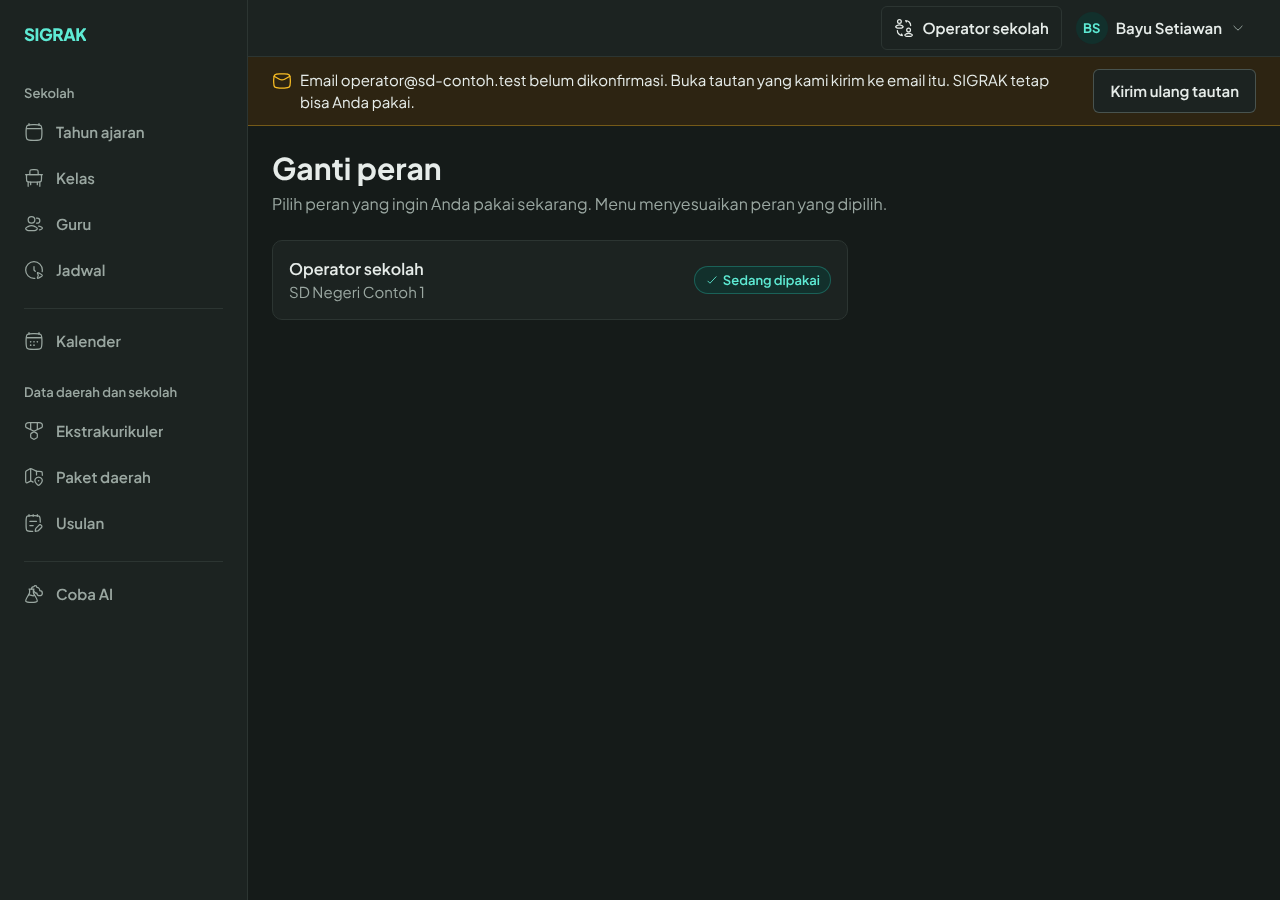 SIGRAK
Operator sekolah
BS
Bayu Setiawan
Sekolah
Tahun ajaran
Kelas
Guru
Jadwal
Kalender
Data daerah dan sekolah
Ekstrakurikuler
Paket daerah
Usulan
Coba AI
Email operator@sd-contoh.test belum dikonfirmasi. Buka tautan yang kami kirim ke email itu. SIGRAK tetap
bisa Anda pakai.
Kirim ulang tautan
Ganti peran
Pilih peran yang ingin Anda pakai sekarang. Menu menyesuaikan peran yang dipilih.
Operator sekolah
SD Negeri Contoh 1
Sedang dipakai